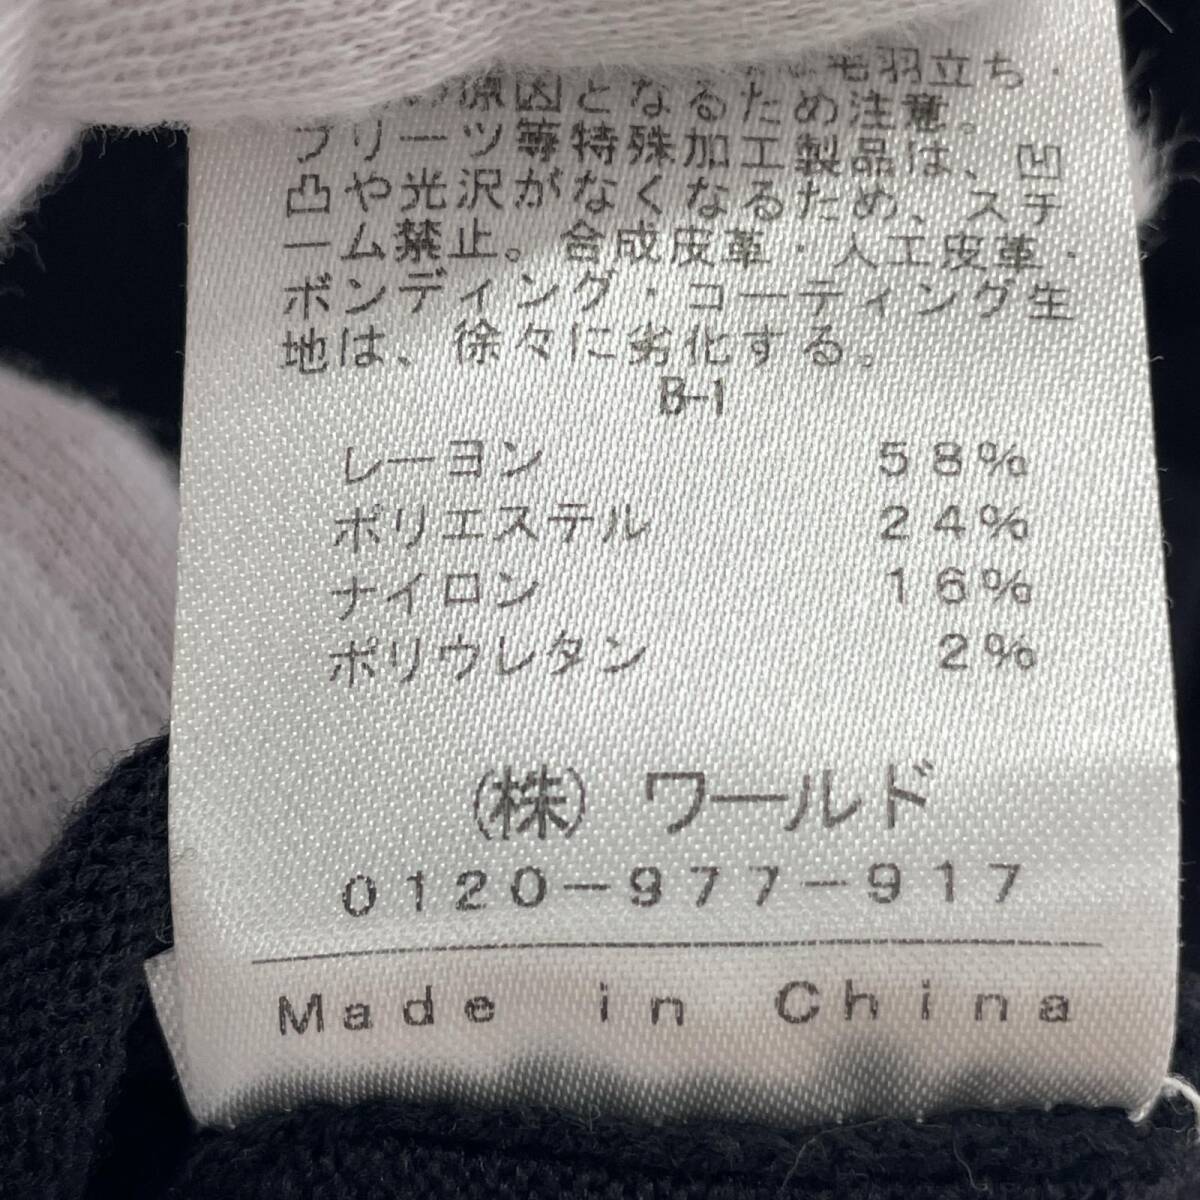 毛羽立ち・
の原因となるため注意。
プリーツ等特殊加工製品は、凹
凸や光沢がなくなるため、スチ
ーム禁止。合成皮革・人工皮革・
ボンディング・コーティング生
地は、徐々に劣化する。
B-1
レーヨン 58%
ポリエステル 24%
ナイロン 16%
ポリウレタン 2%
(株) ワールド
0120-977-917
Made in China